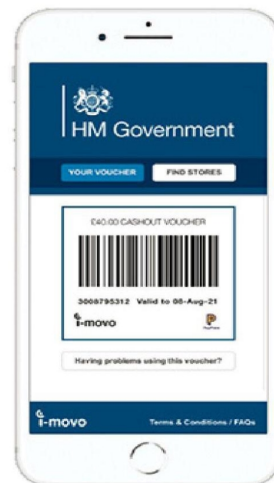 HM Government
YOUR VOUCHER FIND STORES
£40.00 CASHOUT VOUCHER
3008795312 Valid to 08-Aug-21
i-movo PayPoint
Having problems using this voucher?
i-movo Terms & Conditions / FAQs